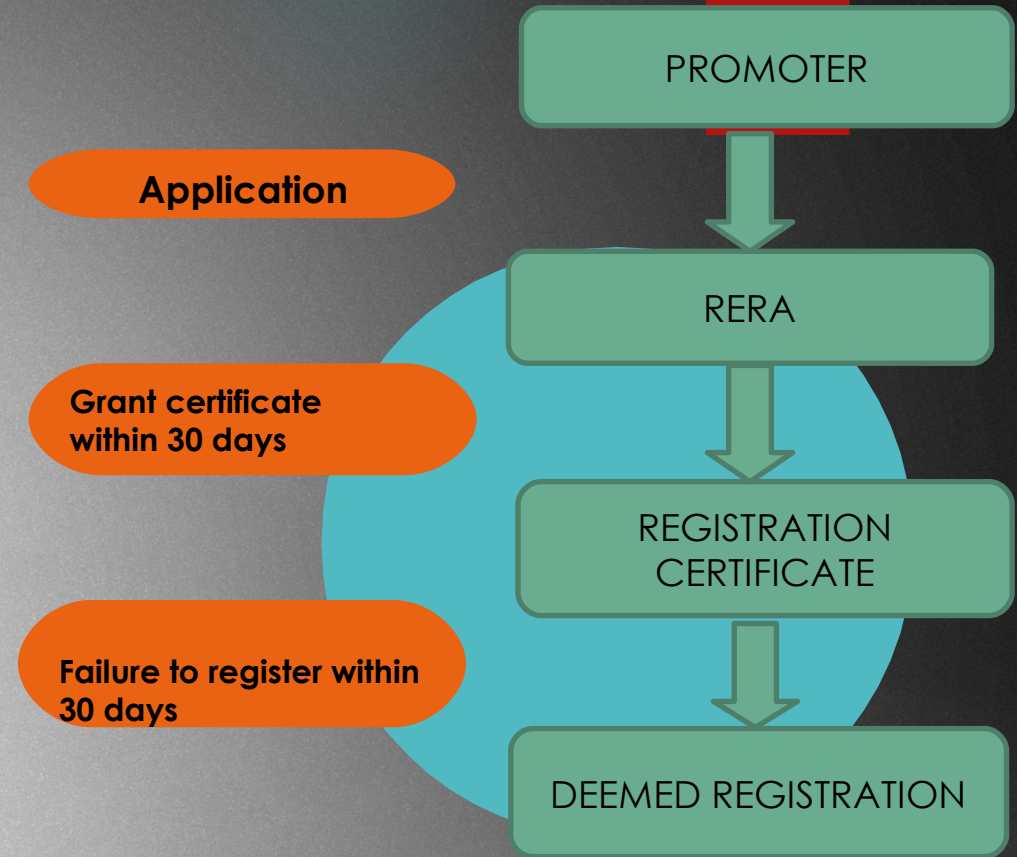 PROMOTER
Application
RERA
Grant certificate
within 30 days
REGISTRATION
CERTIFICATE
Failure to register within
30 days
DEEMED REGISTRATION